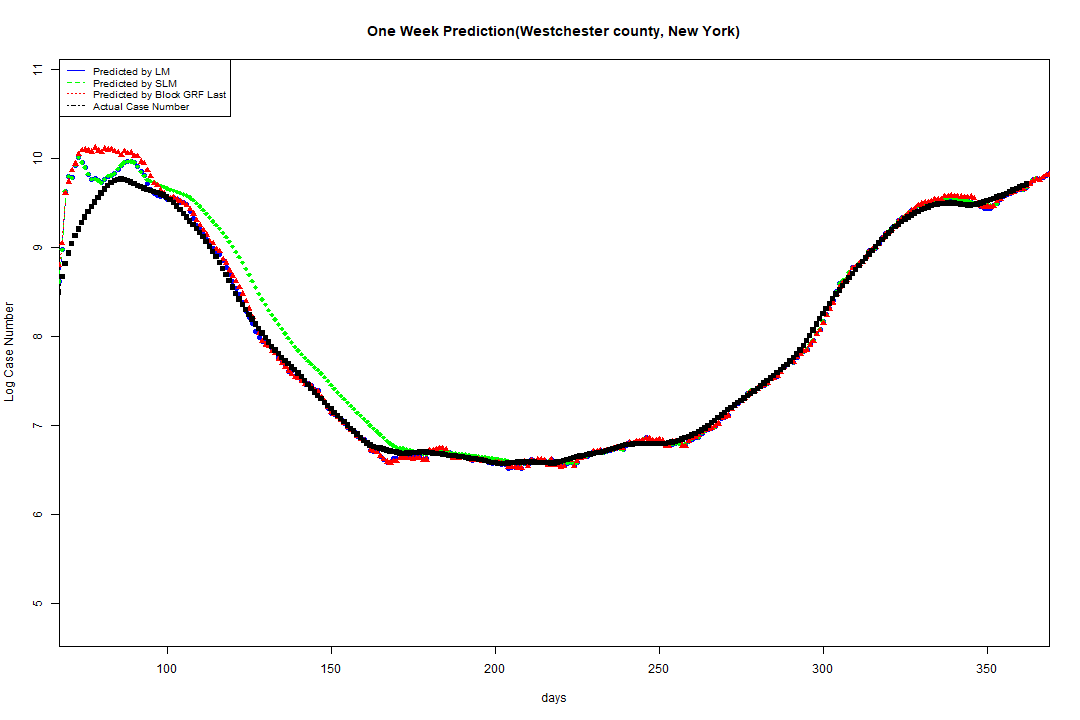 One Week Prediction(Westchester county, New York)
Predicted by LM
Predicted by SLM
Predicted by Block GRF Last
Actual Case Number
11
10
9
8
7
6
5
Log Case Number
100 150 200 250 300 350
days